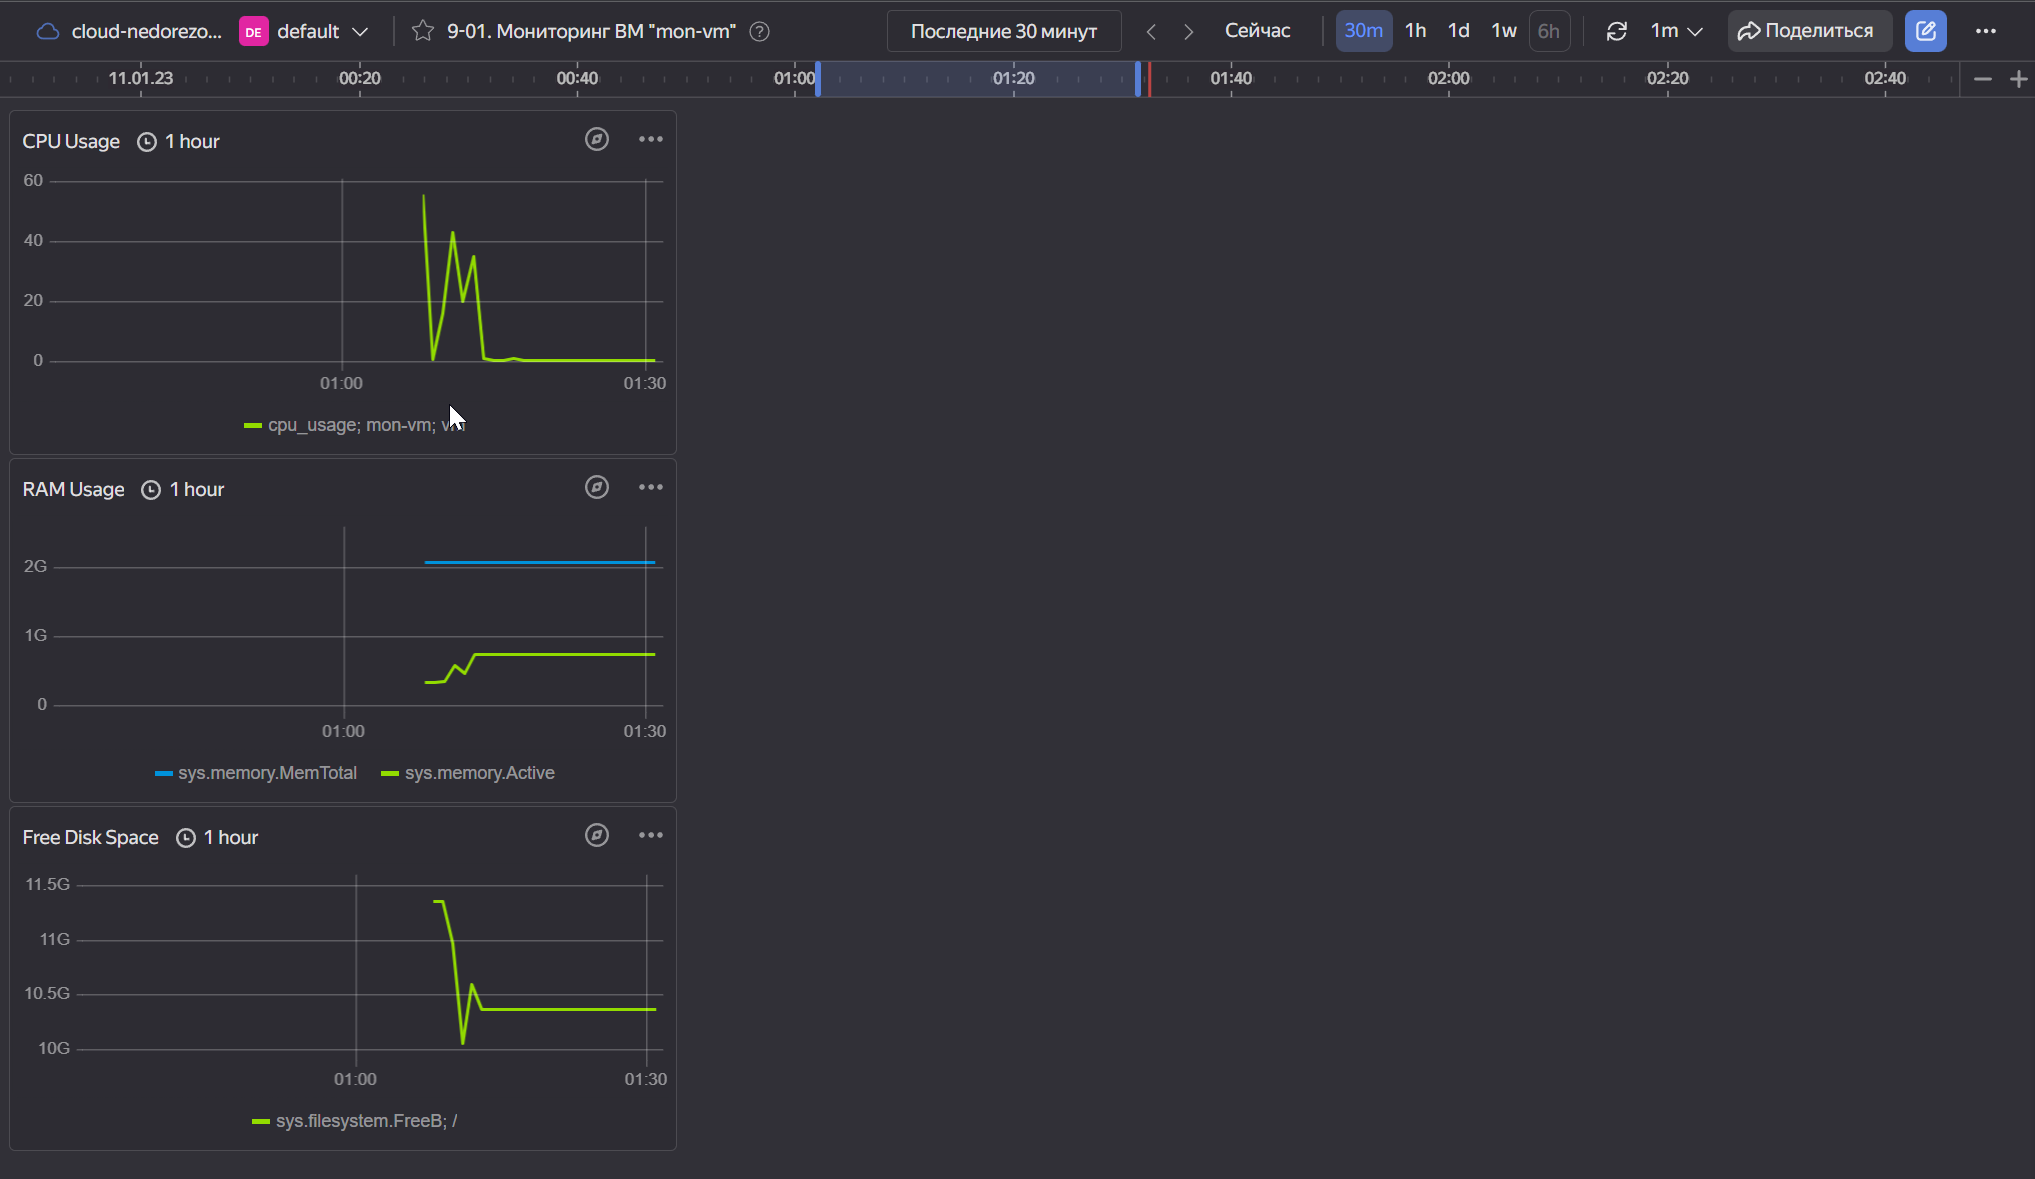 cloud-nedorezo... DE default 9-01. Мониторинг ВМ "mon-vm" ? Последние 30 минут Сейчас 30m 1h 1d 1w 6h 1m Поделиться
11.01.23 00:20 00:40 01:00 01:20 01:40 02:00 02:20 02:40
CPU Usage 1 hour
60
40
20
0
01:00 01:30
cpu_usage; mon-vm;
RAM Usage 1 hour
2G
1G
0
01:00 01:30
sys.memory.MemTotal sys.memory.Active
Free Disk Space 1 hour
11.5G
11G
10.5G
10G
01:00 01:30
sys.filesystem.FreeB; /